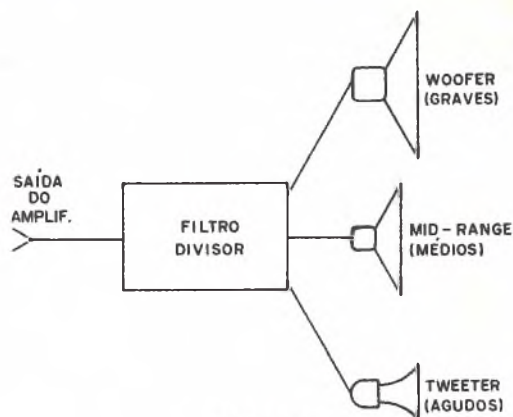 SAÍDA
DO
AMPLIF.
FILTRO
DIVISOR
WOOFER
(GRAVES)
MID-RANGE
(MÉDIOS)
TWEETER
(AGUDOS)